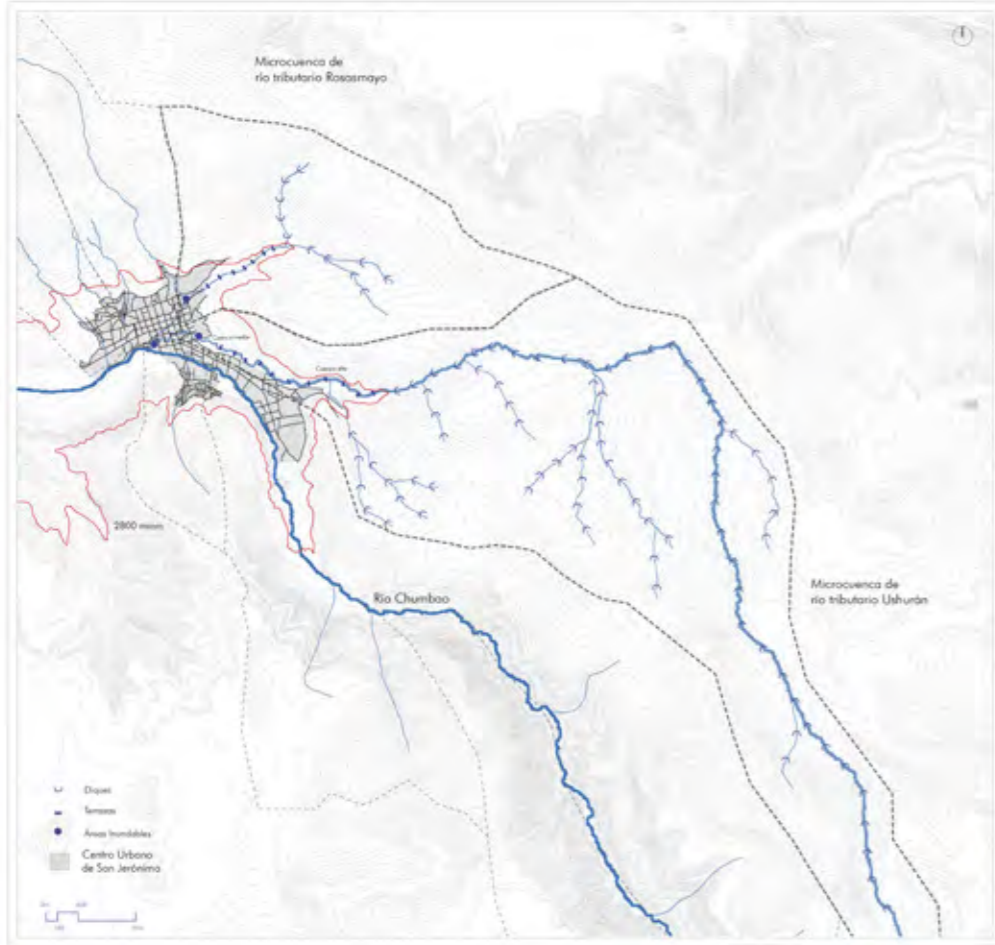 Microcuenca de
río tributario Rosasmayo
2800 msnm
Río Chumbao
Microcuenca de
río tributario Ushurán
Diques
Terrazas
Áreas Inundables
Centro Urbano
de San Jerónimo